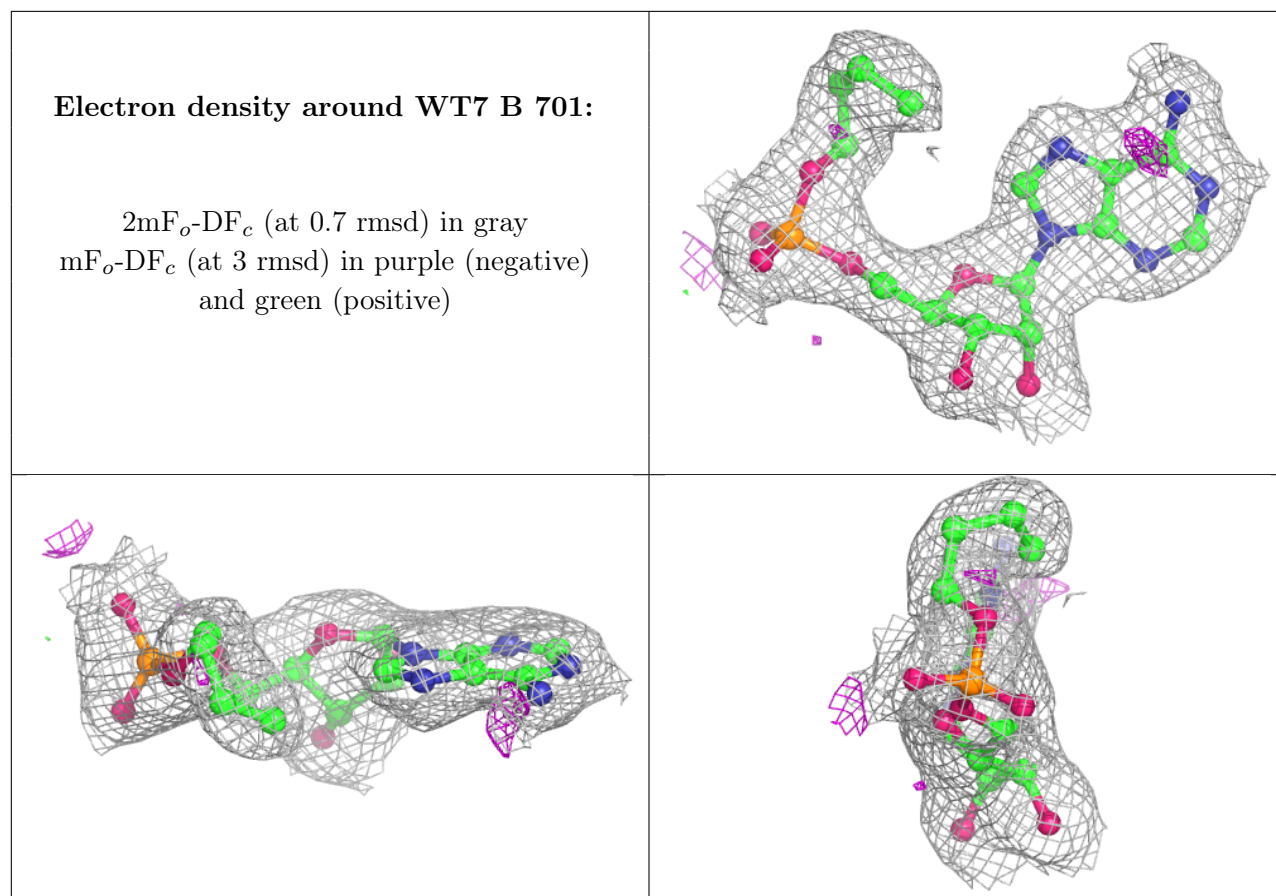 Electron density around WT7 B 701:
2mFo-DFc (at 0.7 rmsd) in gray
mFo-DFc (at 3 rmsd) in purple (negative)
and green (positive)